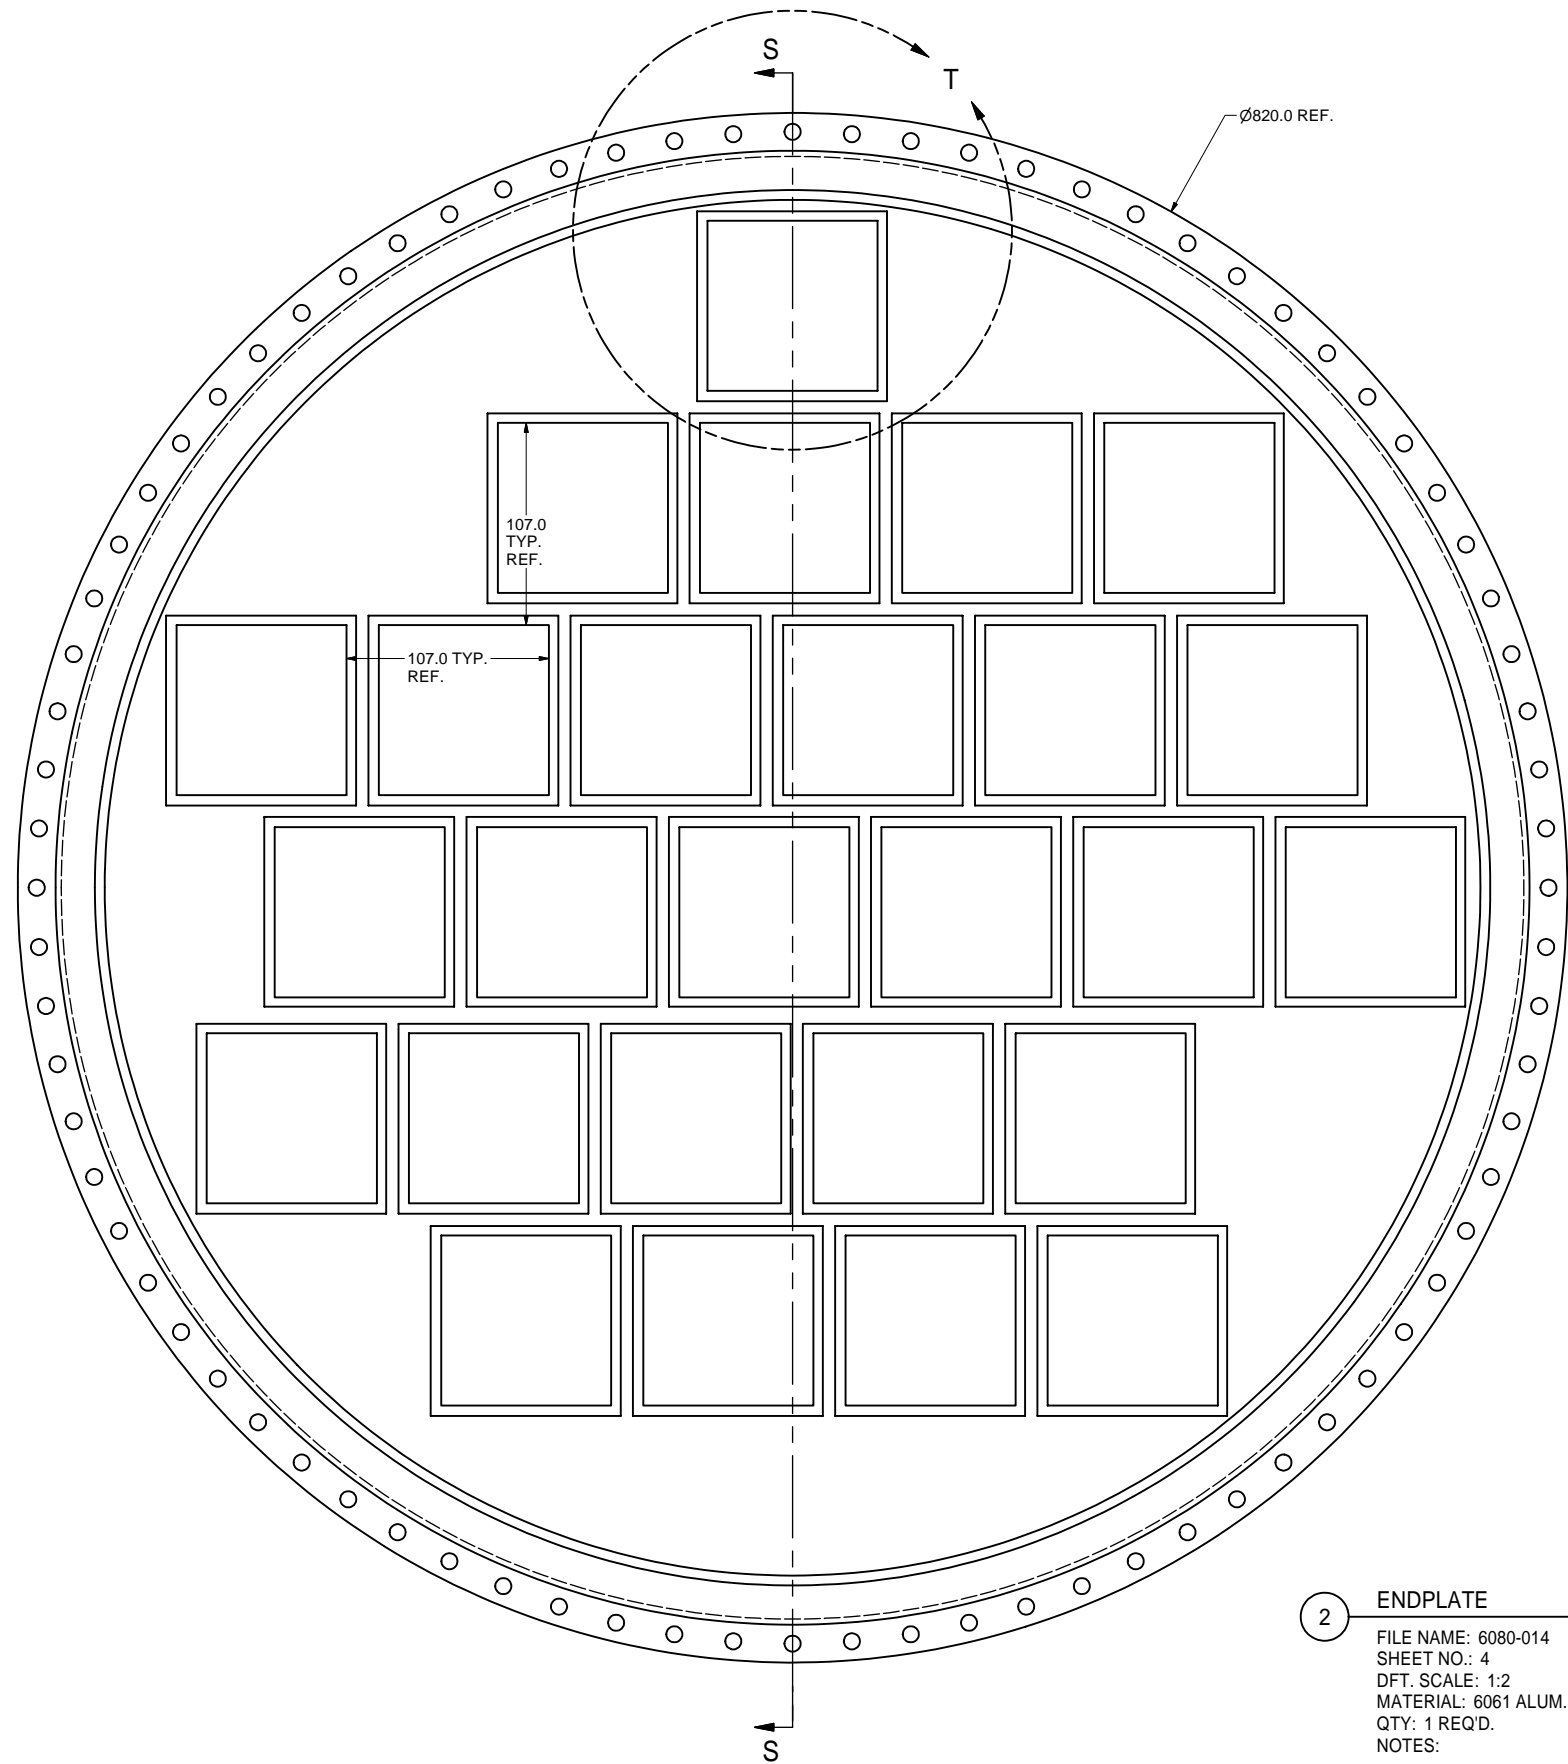 S
T
Ø820.0 REF.
107.0
TYP.
REF.
107.0 TYP.
REF.
S
2
ENDPLATE
FILE NAME: 6080-014
SHEET NO.: 4
DFT. SCALE: 1:2
MATERIAL: 6061 ALUM.
QTY: 1 REQ'D.
NOTES: